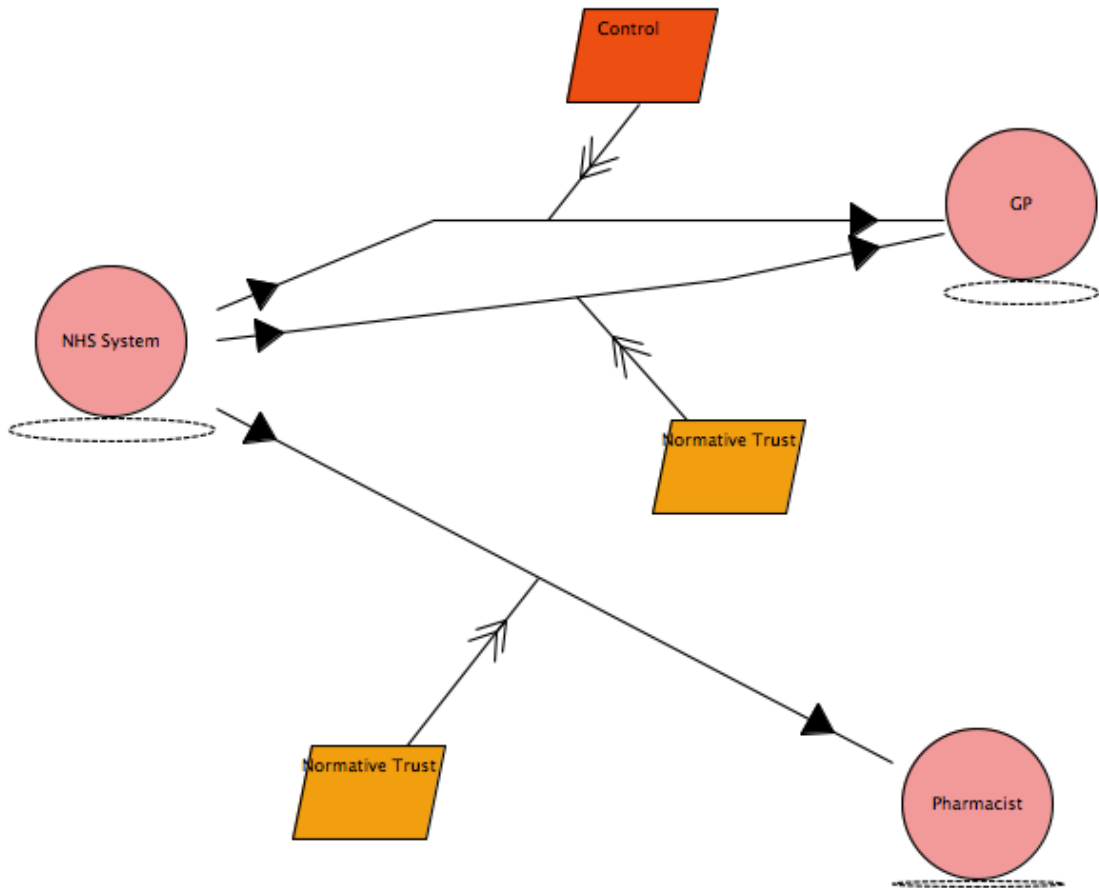 Control
GP
NHS System
Normative Trust
Normative Trust
Pharmacist